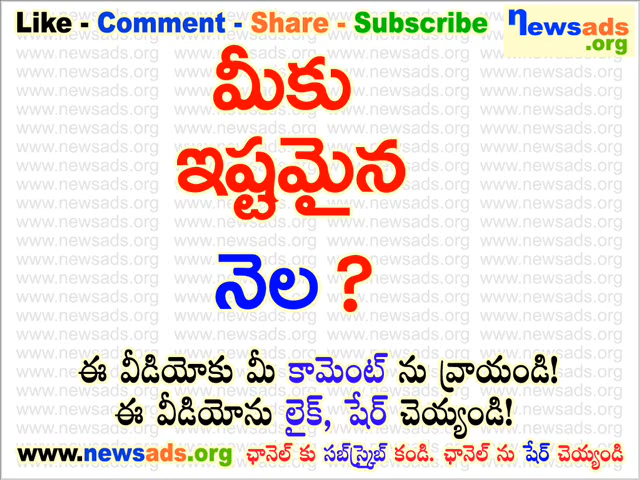 Like - Comment - Share - Subscribe
newsads
.org
మీకు
ఇష్టమైన
నెల ?
ఈ వీడియోకు మీ కామెంట్ ను వ్రాయండి!
ఈ వీడియోను లైక్, షేర్ చెయ్యండి!
www.newsads.org ఛానెల్ కు సబ్‌స్క్రైబ్ కండి. ఛానెల్ ను షేర్ చెయ్యండి